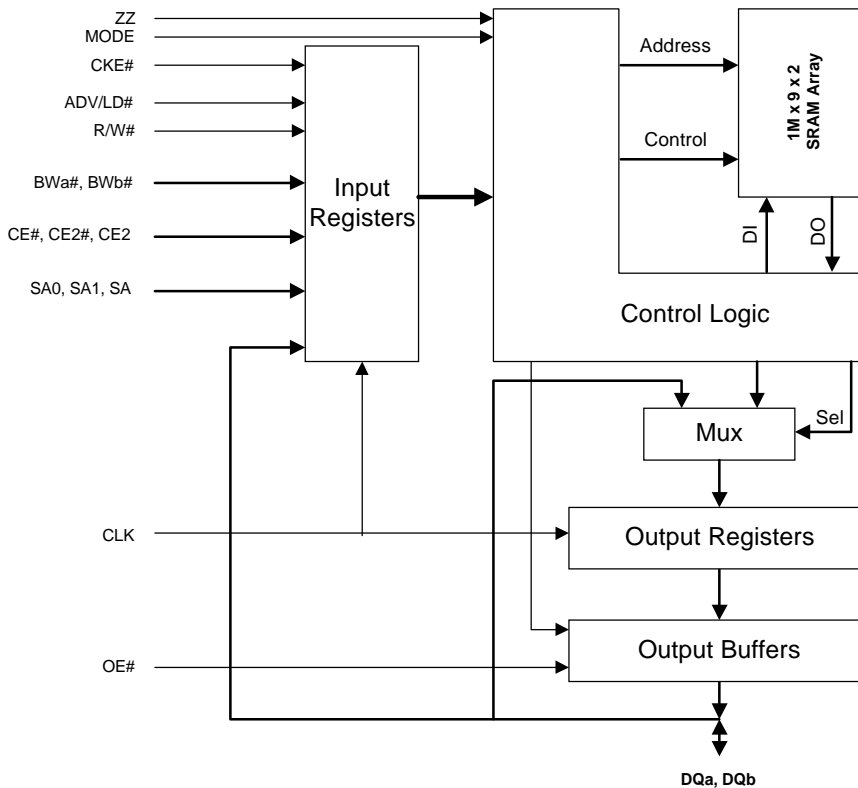 ZZ
MODE
CKE#
ADV/LD#
R/W#
BWa#, BWb#
CE#, CE2#, CE2
SA0, SA1, SA
CLK
OE#
Input
Registers
Address
Control
1M x 9 x 2
SRAM Array
DI
DO
Control Logic
Mux
Sel
Output Registers
Output Buffers
DQa, DQb